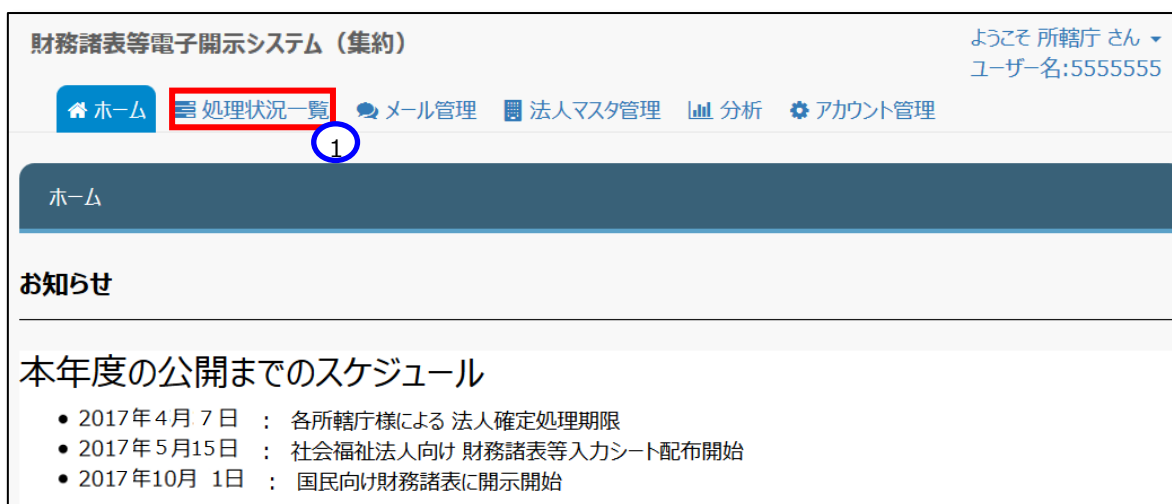 財務諸表等電子開示システム（集約）
ようこそ 所轄庁 さん
ユーザー名:5555555
ホーム 処理状況一覧 メール管理 法人マスタ管理 分析 アカウント管理
1
ホーム
お知らせ
本年度の公開までのスケジュール
• 2017年4月 7日 ： 各所轄庁様による 法人確定処理期限
• 2017年5月15日 ： 社会福祉法人向け 財務諸表等入力シート配布開始
• 2017年10月 1日 ： 国民向け財務諸表に開示開始